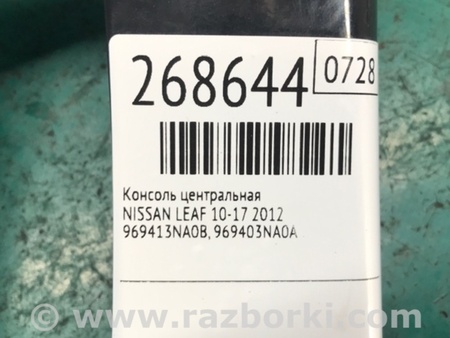 268644 0728
Консоль центральная
NISSAN LEAF 10-17 2012
969413NA0B, 969403NA0A
www.razborki.com